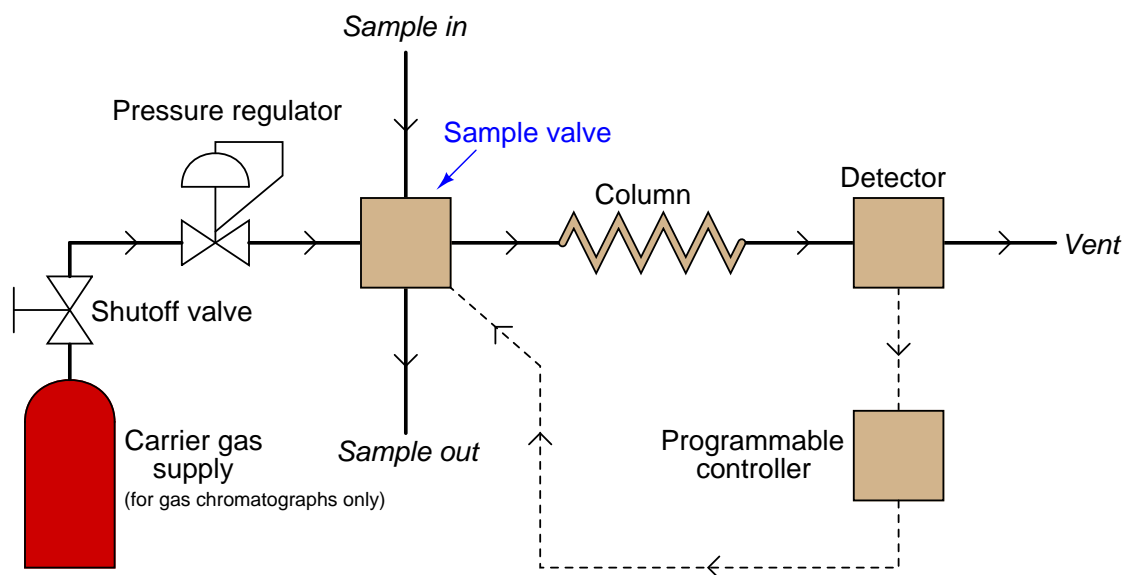 Sample in
Pressure regulator
Sample valve
Column
Detector
Vent
Shutoff valve
Carrier gas
supply
(for gas chromatographs only)
Sample out
Programmable
controller